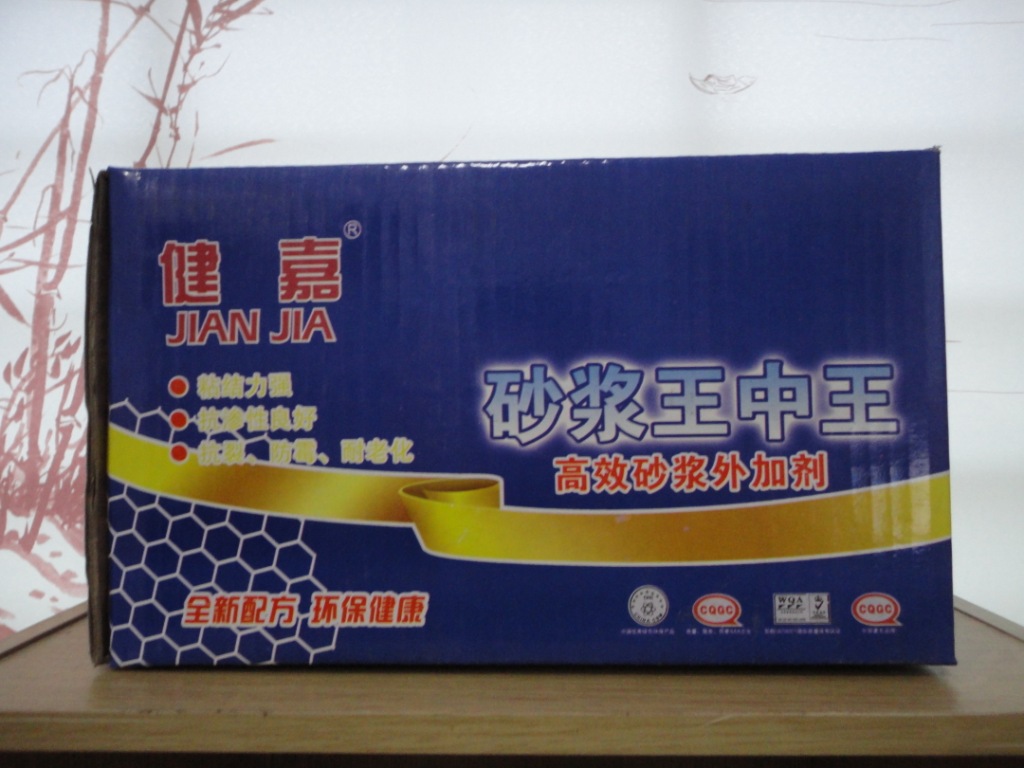 健嘉®
JIAN JIA
粘结力强
抗渗性良好
抗裂、防霉、耐老化
砂浆王中王
高效砂浆外加剂
全新配方 环保健康
CQGC
WQA
CQGC